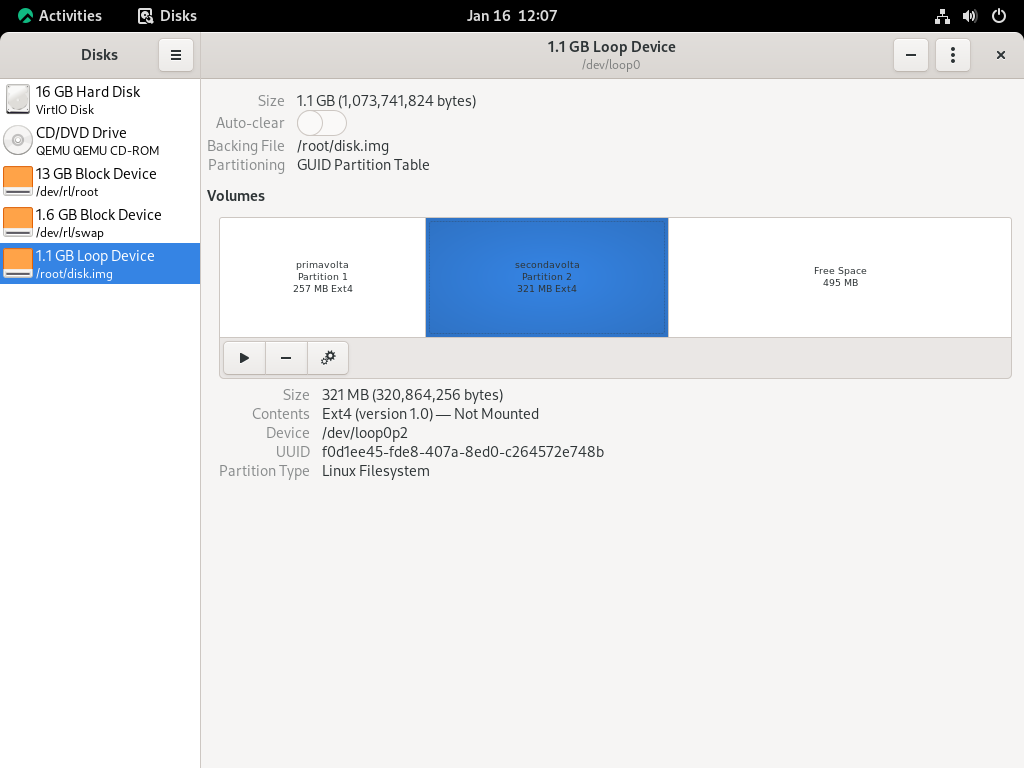 Activities
Disks
Jan 16  12:07
Disks
1.1 GB Loop Device
/dev/loop0
16 GB Hard Disk
VirtIO Disk
CD/DVD Drive
QEMU QEMU CD-ROM
13 GB Block Device
/dev/rl/root
1.6 GB Block Device
/dev/rl/swap
1.1 GB Loop Device
/root/disk.img
Size 1.1 GB (1,073,741,824 bytes)
Auto-clear
Backing File /root/disk.img
Partitioning GUID Partition Table
Volumes
primavolta
Partition 1
257 MB Ext4
secondavolta
Partition 2
321 MB Ext4
Free Space
495 MB
Size 321 MB (320,864,256 bytes)
Contents Ext4 (version 1.0) — Not Mounted
Device /dev/loop0p2
UUID f0d1ee45-fde8-407a-8ed0-c264572e748b
Partition Type Linux Filesystem